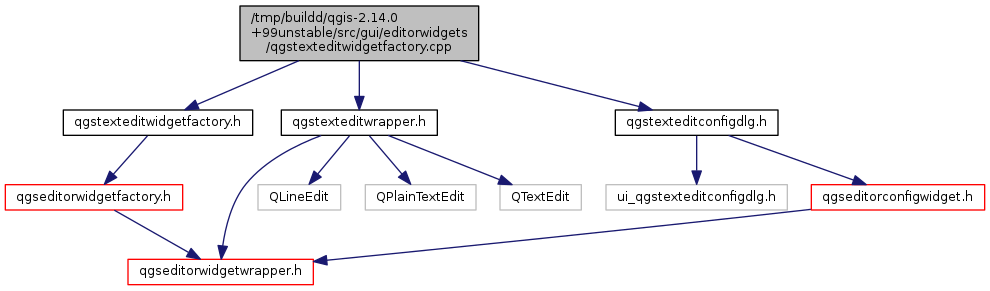 /tmp/buildd/qgis-2.14.0
+99unstable/src/gui/editorwidgets
/qgstexteditwidgetfactory.cpp
qgstexteditwidgetfactory.h
qgstexteditwrapper.h
qgstexteditconfigdlg.h
qgseditorwidgetfactory.h
QLineEdit
QPlainTextEdit
QTextEdit
ui_qgstexteditconfigdlg.h
qgseditorconfigwidget.h
qgseditorwidgetwrapper.h